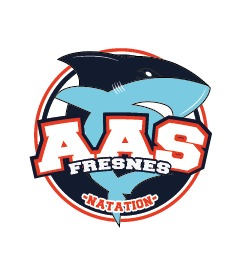 AAS
FRESNES
-NATATION-